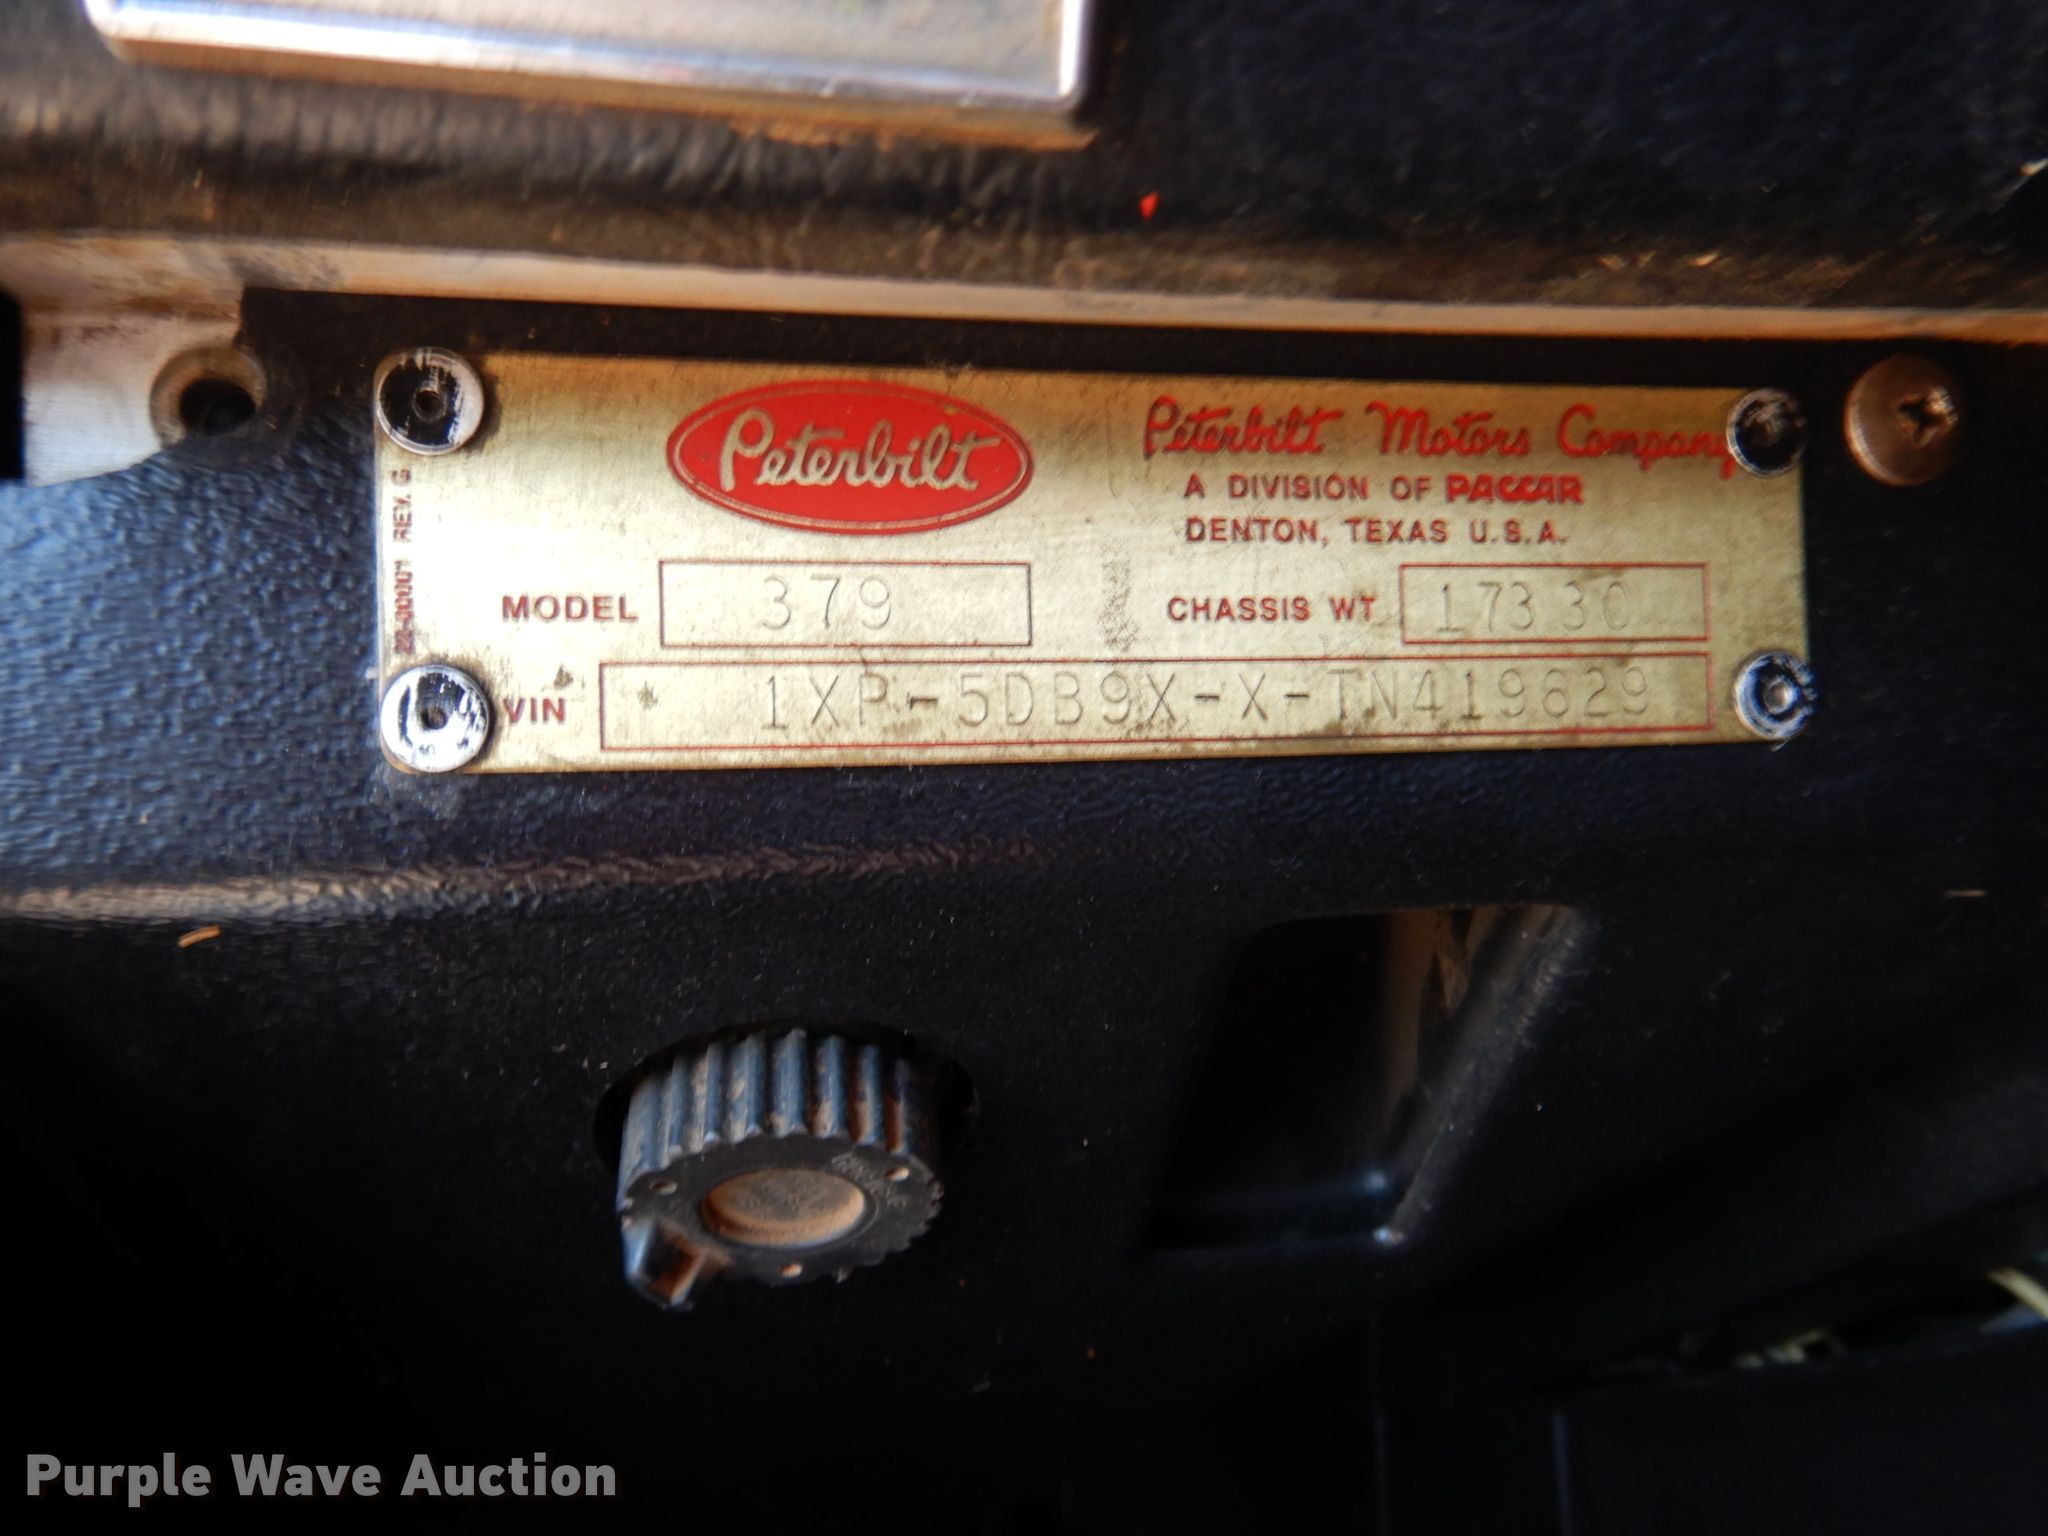 Peterbilt
Peterbilt Motors Company
A DIVISION OF PACCAR
DENTON, TEXAS U.S.A.
MODEL 379 CHASSIS WT 17330
VIN * 1XP-5DB9X-X-TN419629
REV. G
Purple Wave Auction